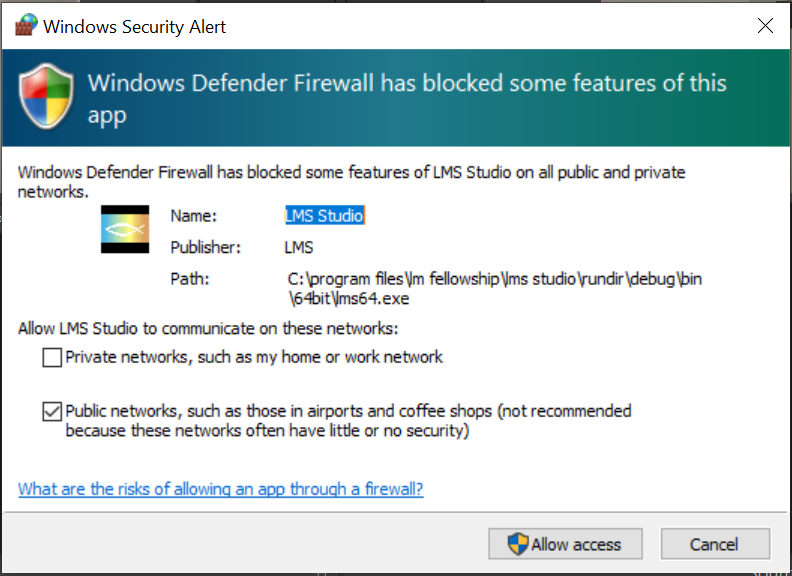 Windows Security Alert
Windows Defender Firewall has blocked some features of this
app
Windows Defender Firewall has blocked some features of LMS Studio on all public and private
networks.
Name: LMS Studio
Publisher: LMS
Path: C:\program files\lm fellowship\lms studio\rundir\debug\bin
\64bit\lms64.exe
Allow LMS Studio to communicate on these networks:
Private networks, such as my home or work network
Public networks, such as those in airports and coffee shops (not recommended
because these networks often have little or no security)
What are the risks of allowing an app through a firewall?
Allow access Cancel